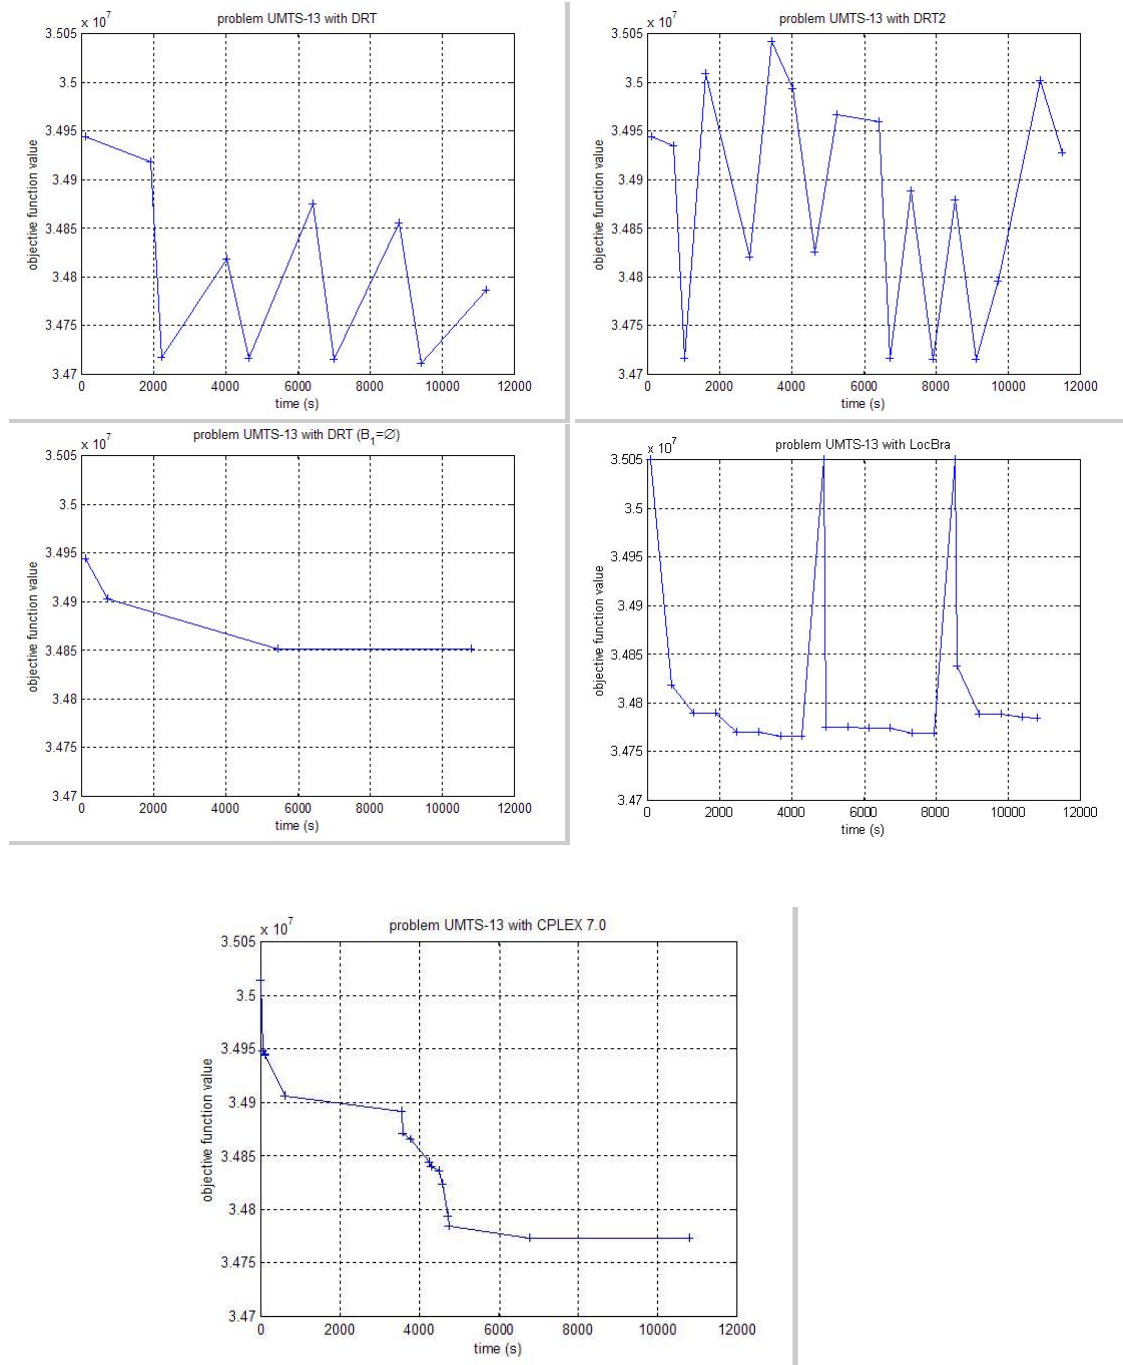 problem UMTS-13 with DRT
x 10^7
3.505
3.5
3.495
3.49
3.485
3.48
3.475
3.47
objective function value
0 2000 4000 6000 8000 10000 12000
time (s)
problem UMTS-13 with DRT2
x 10^7
3.505
3.5
3.495
3.49
3.485
3.48
3.475
3.47
objective function value
0 2000 4000 6000 8000 10000 12000
time (s)
problem UMTS-13 with DRT (B_1=∅)
x 10^7
3.505
3.5
3.495
3.49
3.485
3.48
3.475
3.47
objective function value
0 2000 4000 6000 8000 10000 12000
time (s)
problem UMTS-13 with LocBra
x 10^7
3.505
3.5
3.495
3.49
3.485
3.48
3.475
3.47
objective function value
0 2000 4000 6000 8000 10000 12000
time (s)
problem UMTS-13 with CPLEX 7.0
x 10^7
3.505
3.5
3.495
3.49
3.485
3.48
3.475
3.47
objective function value
0 2000 4000 6000 8000 10000 12000
time (s)